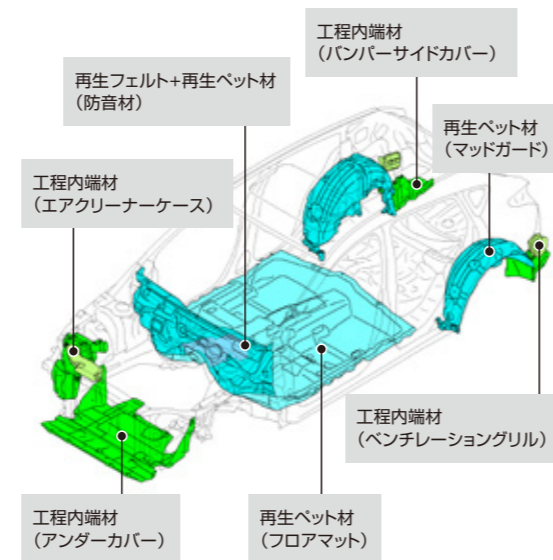 工程内端材
（バンパーサイドカバー）
再生フェルト+再生ペット材
（防音材）
再生ペット材
（マッドガード）
工程内端材
（エアクリーナーケース）
工程内端材
（ベンチレーショングリル）
工程内端材
（アンダーカバー）
再生ペット材
（フロアマット）